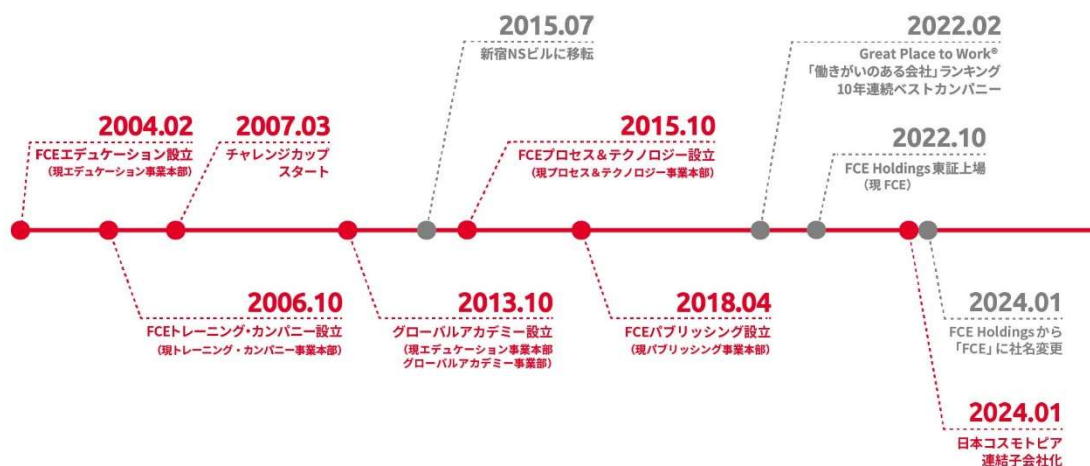 2015.07
新宿NSビルに移転
2022.02
Great Place to Work®
「働きがいのある会社」ランキング
10年連続ベストカンパニー
2004.02
FCEエデュケーション設立
（現エデュケーション事業本部）
2007.03
チャレンジカップ
スタート
2015.10
FCEプロセス＆テクノロジー設立
（現プロセス＆テクノロジー事業本部）
2022.10
FCE Holdings東証上場
（現 FCE）
2006.10
FCEトレーニング・カンパニー設立
（現トレーニング・カンパニー事業本部）
2013.10
グローバルアカデミー設立
（現エデュケーション事業本部
グローバルアカデミー事業部）
2018.04
FCEパブリッシング設立
（現パブリッシング事業本部）
2024.01
FCE Holdingsから
「FCE」に社名変更
2024.01
日本コスモトピア
連結子会社化